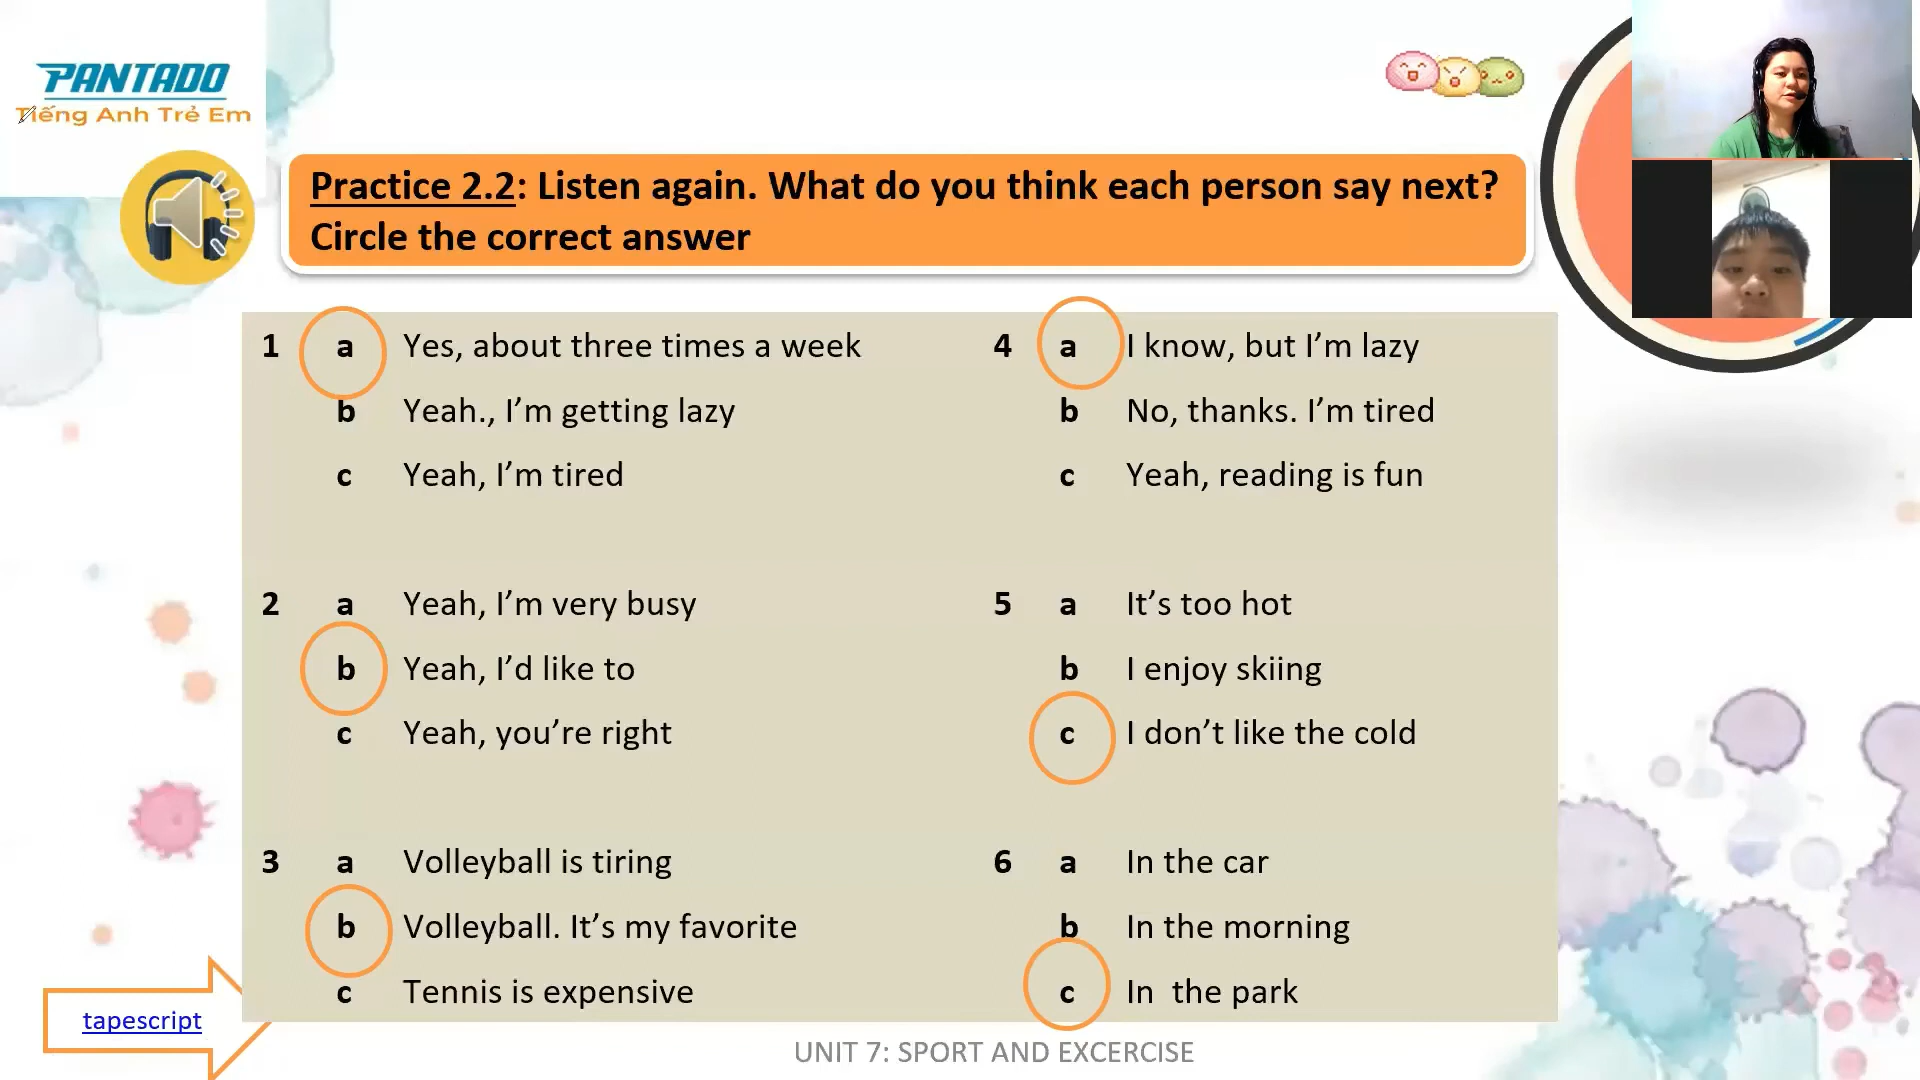 PANTADO
Tiếng Anh Trẻ Em
Practice 2.2: Listen again. What do you think each person say next?
Circle the correct answer
1 a Yes, about three times a week
b Yeah., I'm getting lazy
c Yeah, I'm tired
2 a Yeah, I'm very busy
b Yeah, I'd like to
c Yeah, you're right
3 a Volleyball is tiring
b Volleyball. It's my favorite
c Tennis is expensive
4 a I know, but I'm lazy
b No, thanks. I'm tired
c Yeah, reading is fun
5 a It's too hot
b I enjoy skiing
c I don't like the cold
6 a In the car
b In the morning
c In  the park
tapescript
UNIT 7: SPORT AND EXCERCISE